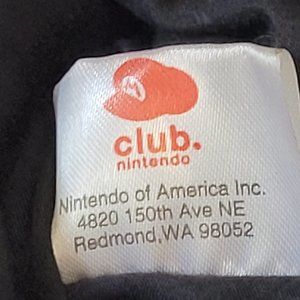 M
club.
nintendo
Nintendo of America Inc.
4820 150th Ave NE
Redmond,WA 98052